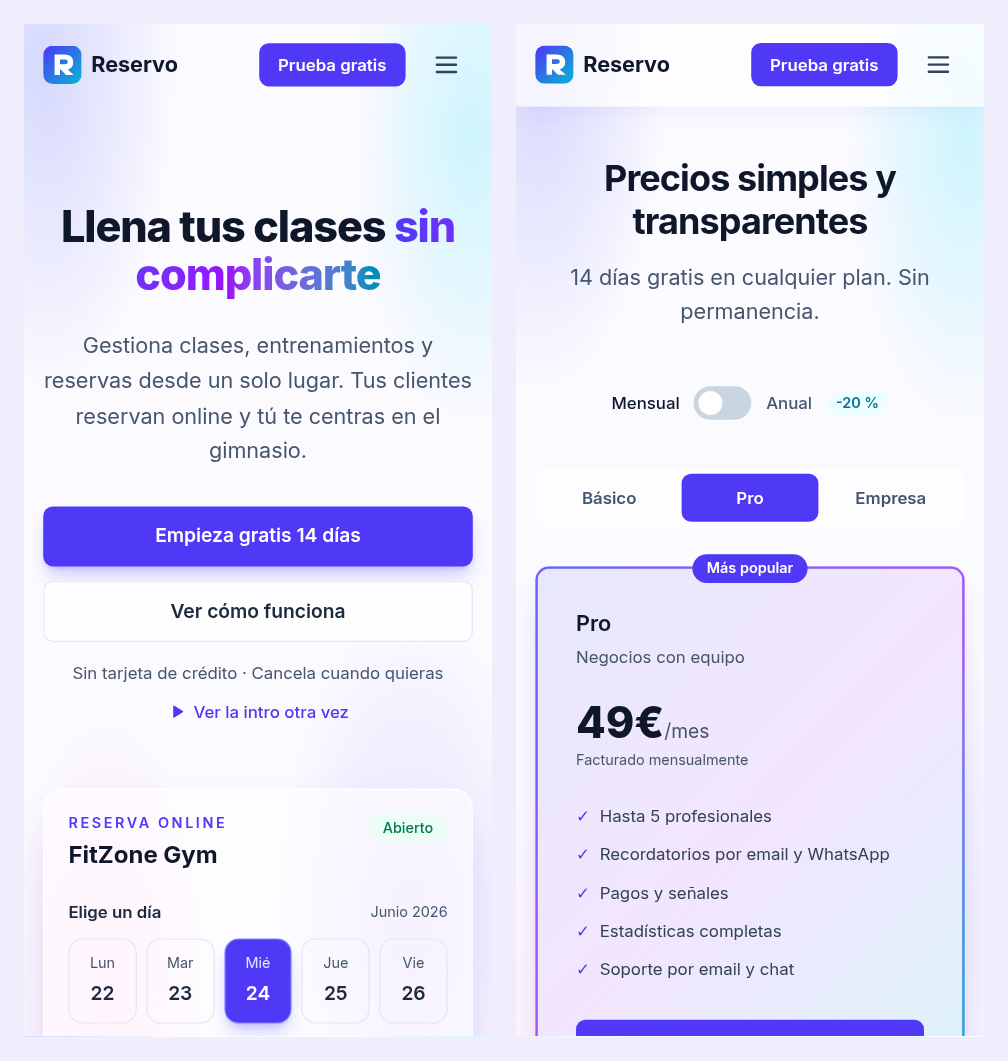 Reservo
Prueba gratis
Llena tus clases sin
complicarte
Gestiona clases, entrenamientos y
reservas desde un solo lugar. Tus clientes
reservan online y tú te centras en el
gimnasio.
Empieza gratis 14 días
Ver cómo funciona
Sin tarjeta de crédito · Cancela cuando quieras
▶ Ver la intro otra vez
RESERVA ONLINE
Abierto
FitZone Gym
Elige un día
Junio 2026
Lun Mar Mié Jue Vie
22 23 24 25 26
Reservo
Prueba gratis
Precios simples y
transparentes
14 días gratis en cualquier plan. Sin
permanencia.
Mensual Anual -20 %
Básico Pro Empresa
Más popular
Pro
Negocios con equipo
49€/mes
Facturado mensualmente
✓ Hasta 5 profesionales
✓ Recordatorios por email y WhatsApp
✓ Pagos y señales
✓ Estadísticas completas
✓ Soporte por email y chat